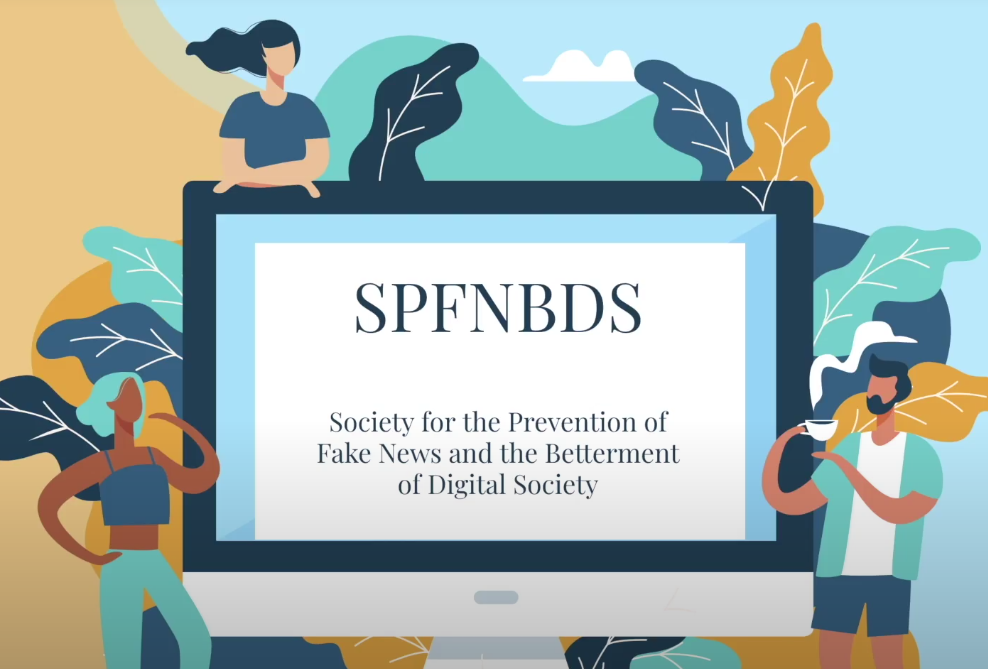 SPFNBDS
Society for the Prevention of
Fake News and the Betterment
of Digital Society